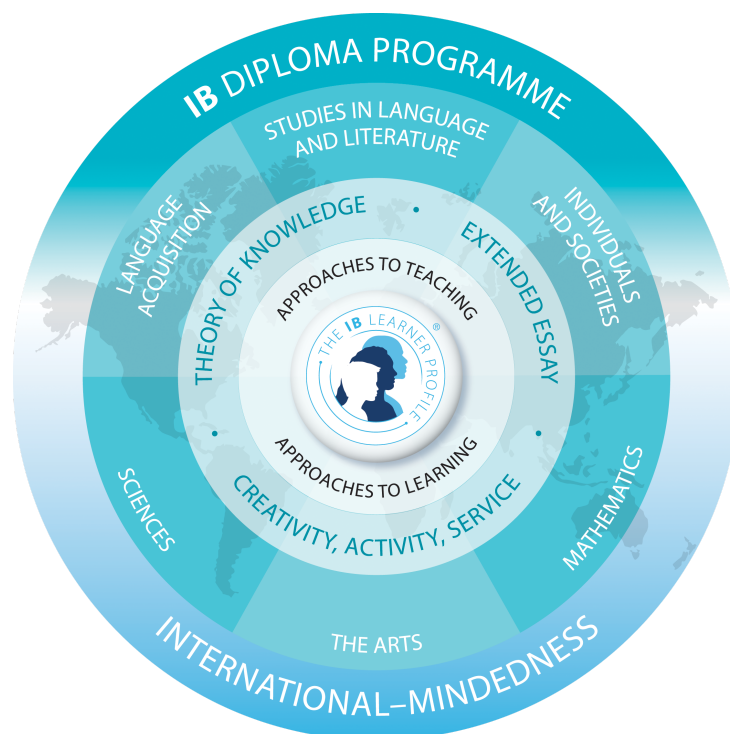 IB DIPLOMA PROGRAMME
STUDIES IN LANGUAGE
AND LITERATURE
LANGUAGE
ACQUISITION
INDIVIDUALS
AND SOCIETIES
THEORY OF KNOWLEDGE
EXTENDED ESSAY
APPROACHES TO TEACHING
THE IB LEARNER PROFILE
®
APPROACHES TO LEARNING
CREATIVITY, ACTIVITY, SERVICE
SCIENCES
MATHEMATICS
THE ARTS
INTERNATIONAL–MINDEDNESS